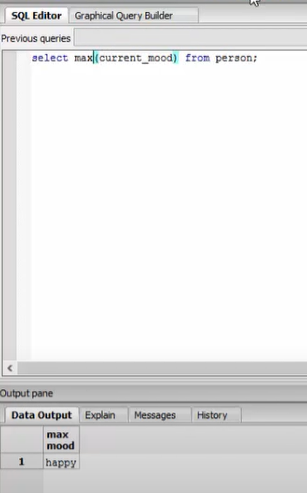 SQL Editor Graphical Query Builder
Previous queries
select max(current_mood) from person;
Output pane
Data Output Explain Messages History
max
mood
1 happy